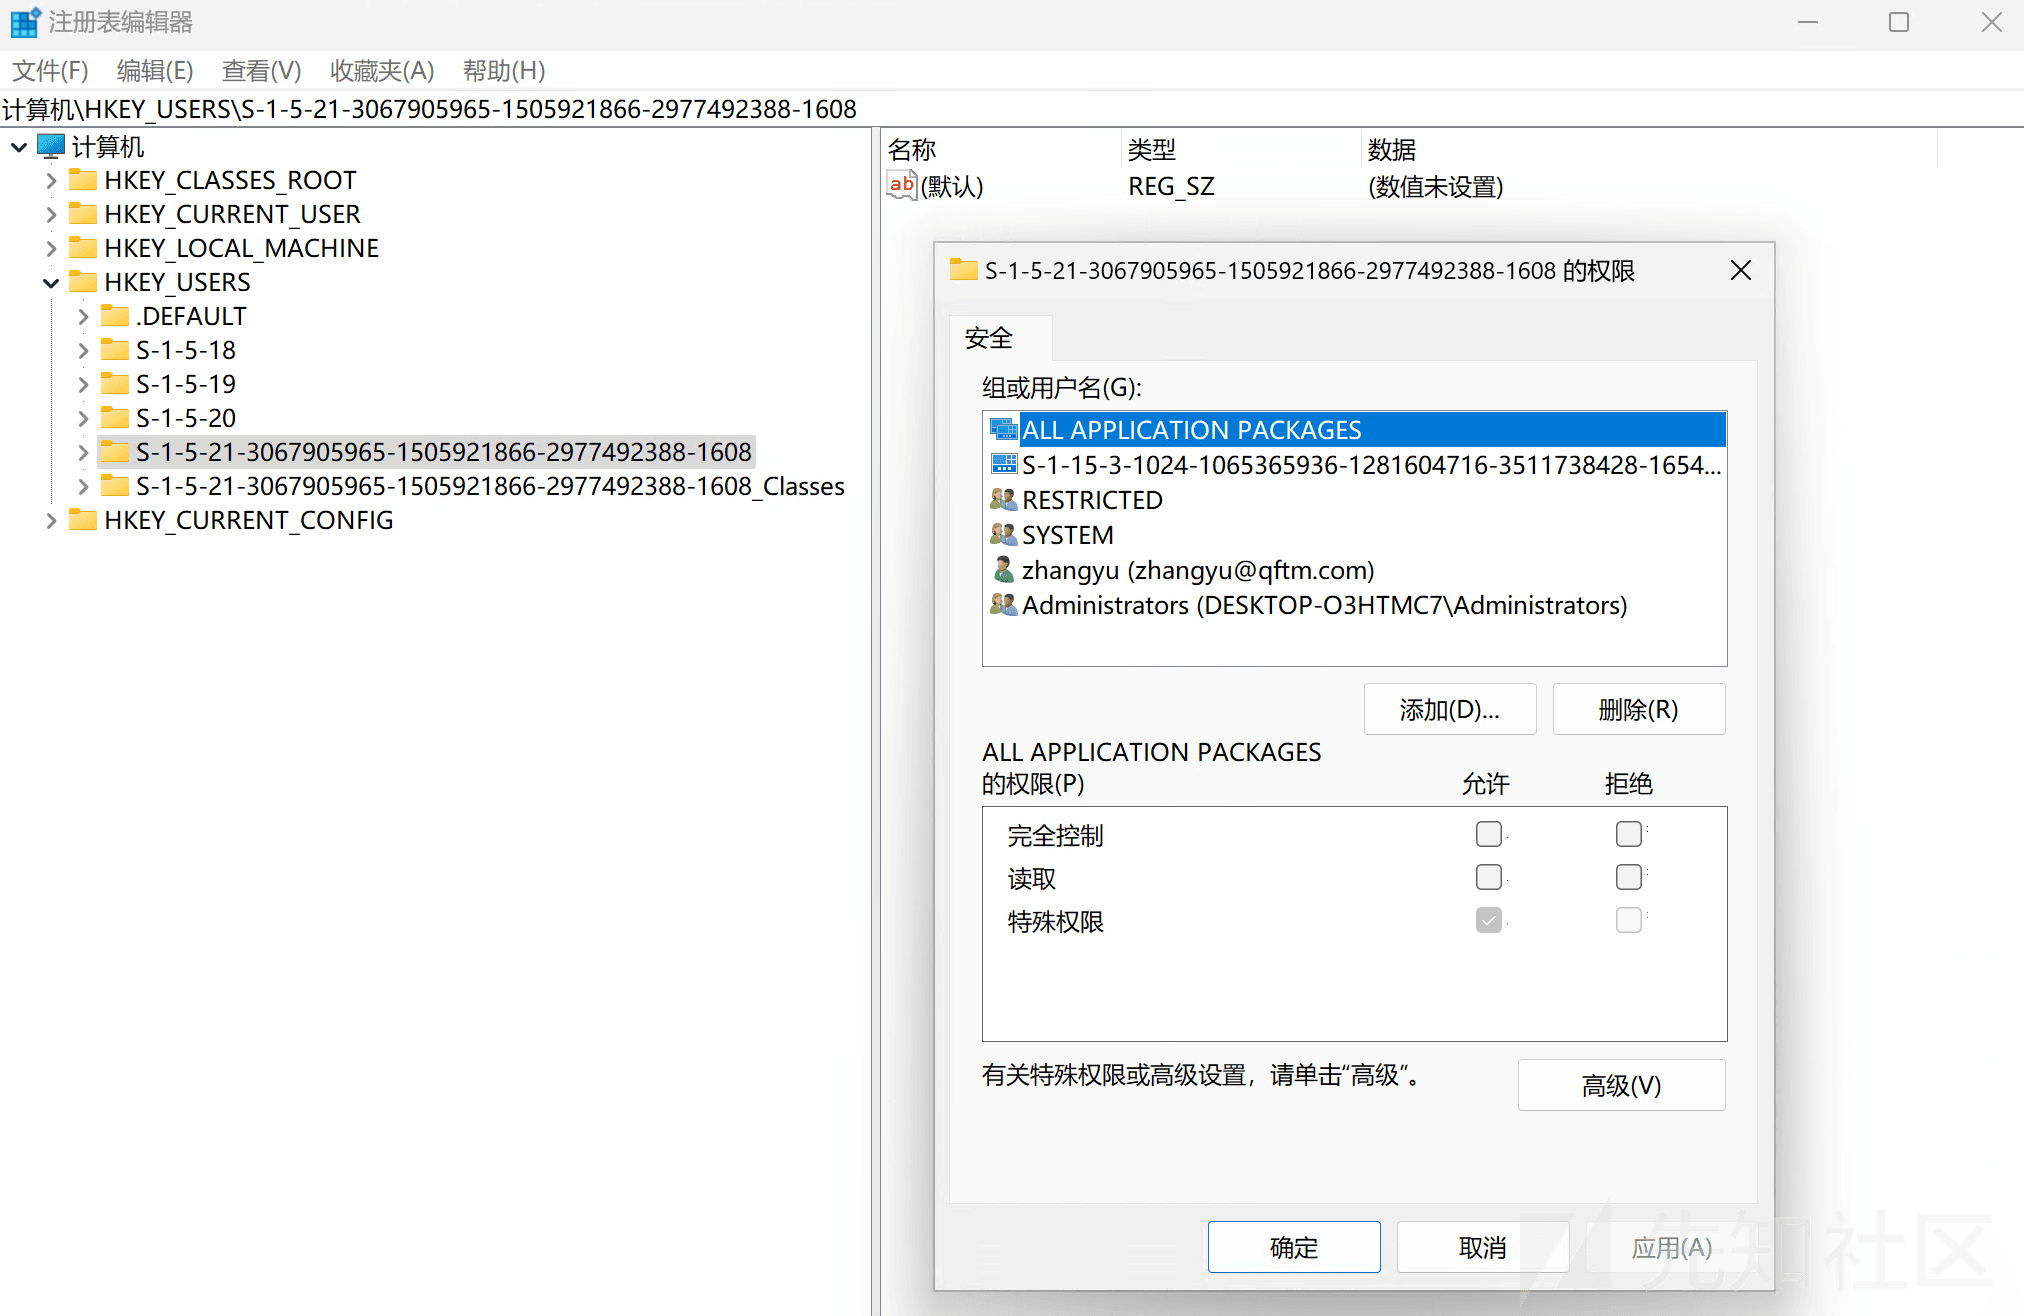 注册表编辑器
文件(F) 编辑(E) 查看(V) 收藏夹(A) 帮助(H)
计算机\HKEY_USERS\S-1-5-21-3067905965-1505921866-2977492388-1608
计算机
HKEY_CLASSES_ROOT
HKEY_CURRENT_USER
HKEY_LOCAL_MACHINE
HKEY_USERS
.DEFAULT
S-1-5-18
S-1-5-19
S-1-5-20
S-1-5-21-3067905965-1505921866-2977492388-1608
S-1-5-21-3067905965-1505921866-2977492388-1608_Classes
HKEY_CURRENT_CONFIG
名称 类型 数据
ab (默认) REG_SZ (数值未设置)
S-1-5-21-3067905965-1505921866-2977492388-1608 的权限
安全
组或用户名(G):
ALL APPLICATION PACKAGES
S-1-15-3-1024-1065365936-1281604716-3511738428-1654...
RESTRICTED
SYSTEM
zhangyu (zhangyu@qftm.com)
Administrators (DESKTOP-O3HTMC7\Administrators)
添加(D)... 删除(R)
ALL APPLICATION PACKAGES
的权限(P) 允许 拒绝
完全控制
读取
特殊权限
有关特殊权限或高级设置，请单击“高级”。
高级(V)
确定 取消 应用(A)
先知社区